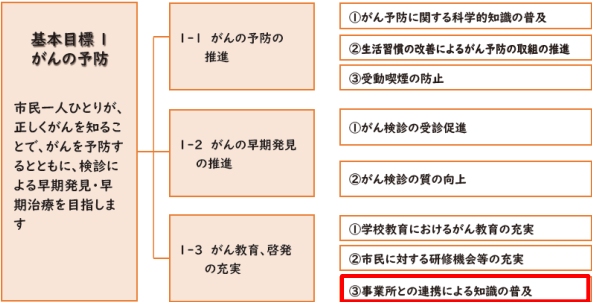 基本目標1
がんの予防
市民一人ひとりが、
正しくがんを知ること
で、がんを予防
するとともに、検診に
よる早期発見・早
期治療を目指しま
す
1-1 がんの予防の
推進
①がん予防に関する科学的知識の普及
②生活習慣の改善によるがん予防の取組の推進
③受動喫煙の防止
1-2 がんの早期発見
の推進
①がん検診の受診促進
②がん検診の質の向上
1-3 がん教育、啓発
の充実
①学校教育におけるがん教育の充実
②市民に対する研修機会等の充実
③事業所との連携による知識の普及